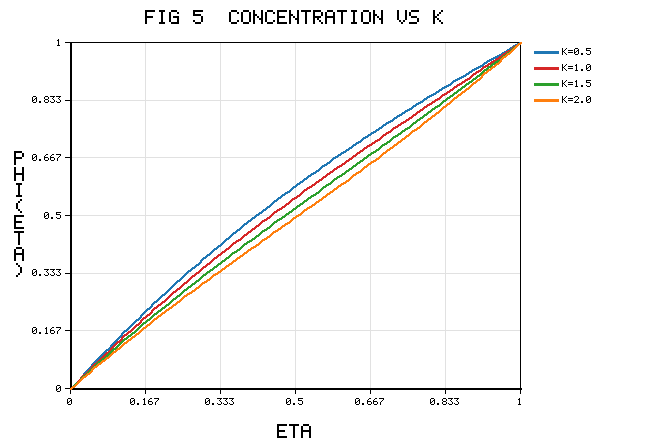 FIG 5  CONCENTRATION VS K
K=0.5
K=1.0
K=1.5
K=2.0
PHI(ETA)
1
0.833
0.667
0.5
0.333
0.167
0
0 0.167 0.333 0.5 0.667 0.833 1
ETA